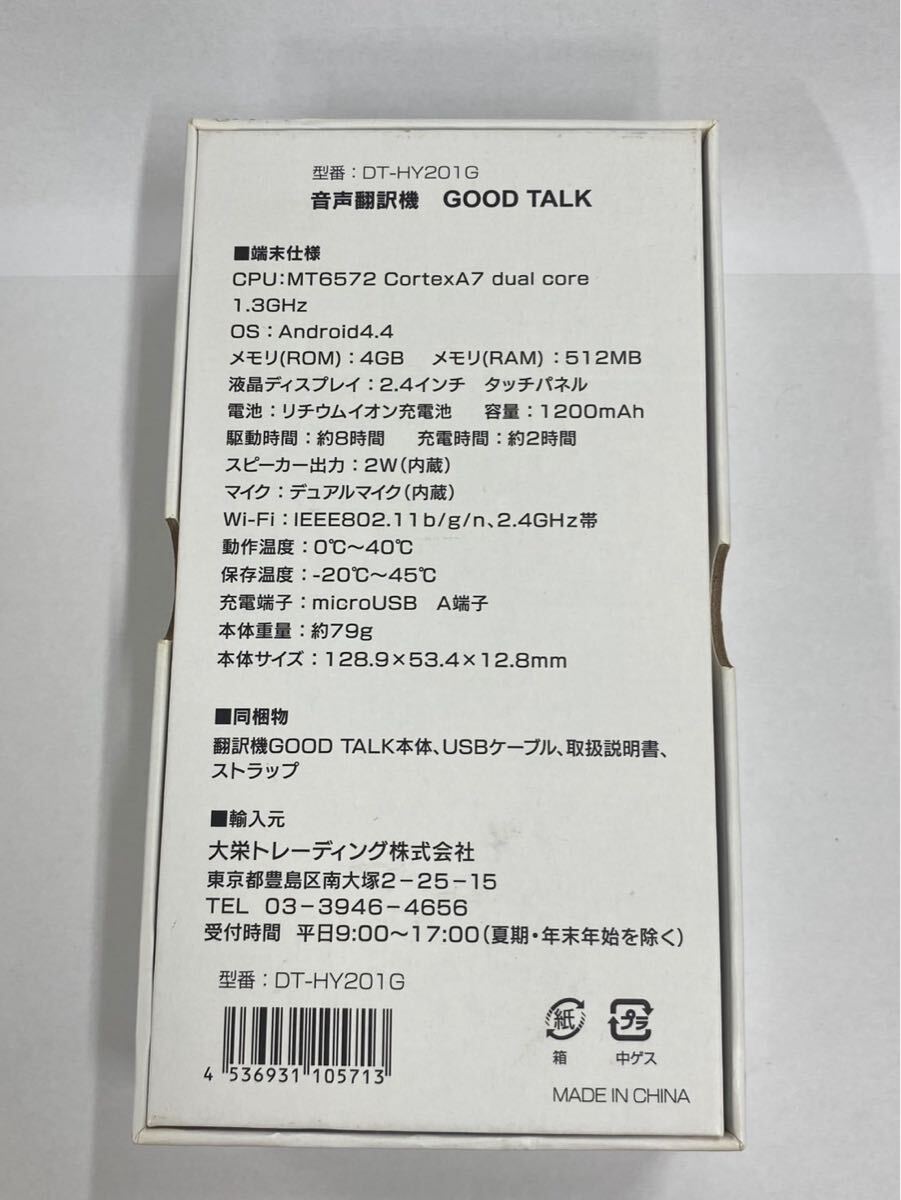 型番：DT-HY201G
音声翻訳機　GOOD TALK
■端末仕様
CPU：MT6572 CortexA7 dual core
1.3GHz
OS：Android4.4
メモリ(ROM)：4GB　メモリ(RAM)：512MB
液晶ディスプレイ：2.4インチ　タッチパネル
電池：リチウムイオン充電池　容量：1200mAh
駆動時間：約8時間　充電時間：約2時間
スピーカー出力：2W(内蔵)
マイク：デュアルマイク(内蔵)
Wi-Fi：IEEE802.11b/g/n、2.4GHz帯
動作温度：0℃〜40℃
保存温度：-20℃〜45℃
充電端子：microUSB　A端子
本体重量：約79g
本体サイズ：128.9×53.4×12.8mm
■同梱物
翻訳機GOOD TALK本体、USBケーブル、取扱説明書、
ストラップ
■輸入元
大栄トレーディング株式会社
東京都豊島区南大塚2−25−15
TEL 03−3946−4656
受付時間　平日9:00〜17:00(夏期・年末年始を除く)
型番：DT-HY201G
4 536931 105713
紙
箱
プラ
中ゲス
MADE IN CHINA